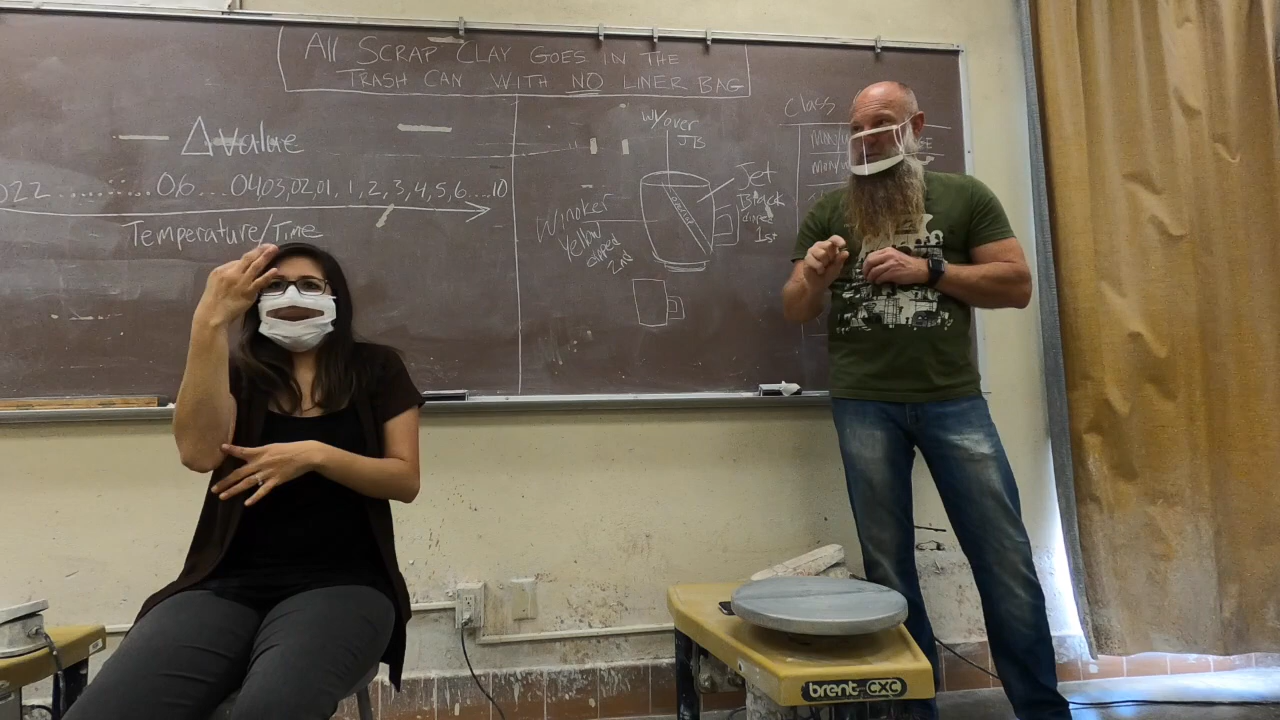 ALL SCRAP CLAY GOES IN THE
TRASH CAN WITH NO LINER BAG
Δ Value
022..........06...04,03,02,01, 1,2,3,4,5,6...10
Temperature/Time
w/over
Jet
Black
dipped
1st
Yellow
dipped
2nd
Class
brent CXC